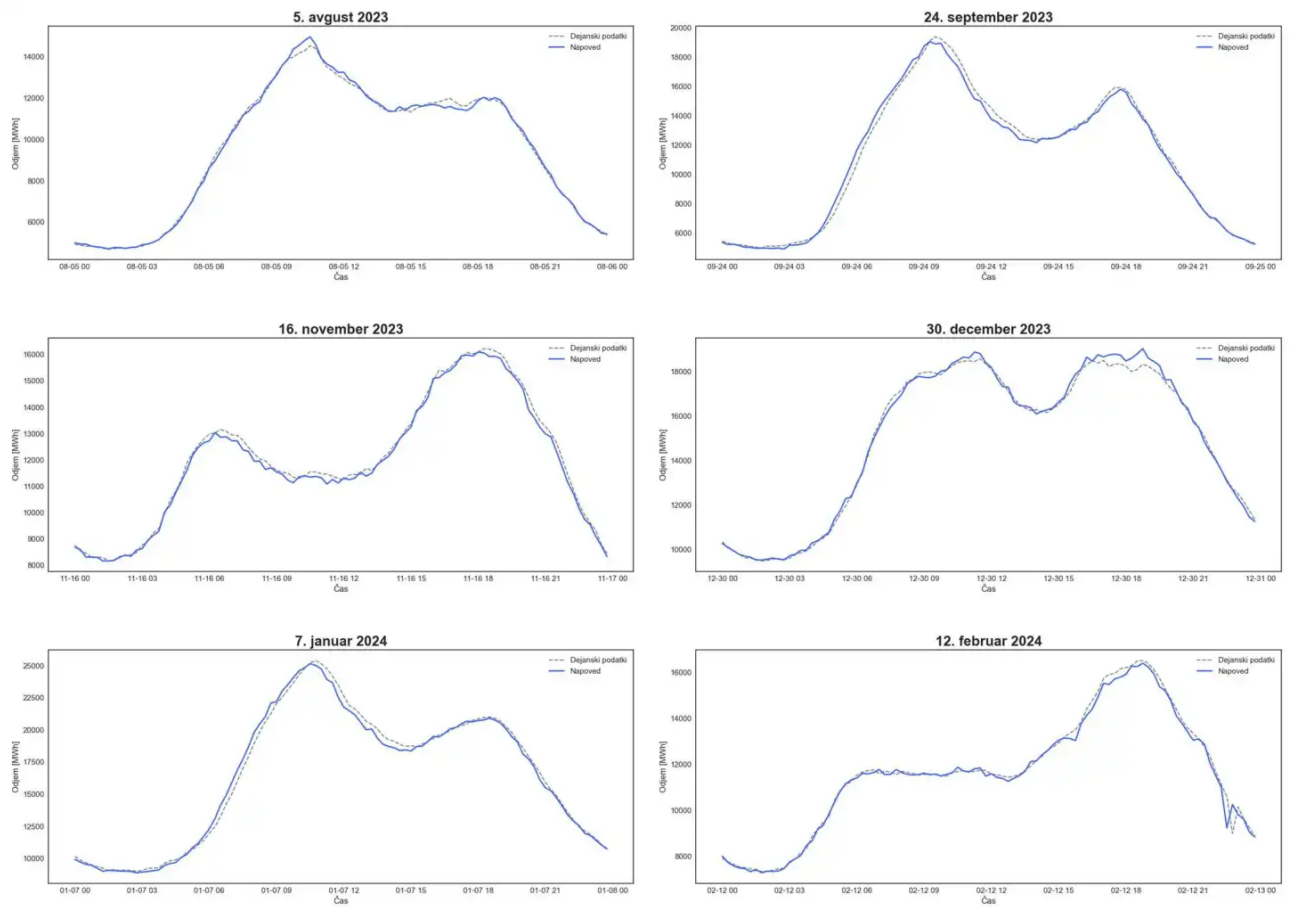 5. avgust 2023
Odjem [MWh]
14000
12000
10000
8000
6000
Dejanski podatki
Napoved
08-05 00 08-05 03 08-05 06 08-05 09 08-05 12 08-05 15 08-05 18 08-05 21 08-06 00
Čas
24. september 2023
Odjem [MWh]
20000
18000
16000
14000
12000
10000
8000
6000
Dejanski podatki
Napoved
09-24 00 09-24 03 09-24 06 09-24 09 09-24 12 09-24 15 09-24 18 09-24 21 09-25 00
Čas
16. november 2023
Odjem [MWh]
16000
15000
14000
13000
12000
11000
10000
9000
8000
Dejanski podatki
Napoved
11-16 00 11-16 03 11-16 06 11-16 09 11-16 12 11-16 15 11-16 18 11-16 21 11-17 00
Čas
30. december 2023
Odjem [MWh]
18000
16000
14000
12000
10000
Dejanski podatki
Napoved
12-30 00 12-30 03 12-30 06 12-30 09 12-30 12 12-30 15 12-30 18 12-30 21 12-31 00
Čas
7. januar 2024
Odjem [MWh]
25000
22500
20000
17500
15000
12500
10000
Dejanski podatki
Napoved
01-07 00 01-07 03 01-07 06 01-07 09 01-07 12 01-07 15 01-07 18 01-07 21 01-08 00
Čas
12. februar 2024
Odjem [MWh]
16000
14000
12000
10000
8000
Dejanski podatki
Napoved
02-12 00 02-12 03 02-12 06 02-12 09 02-12 12 02-12 15 02-12 18 02-12 21 02-13 00
Čas